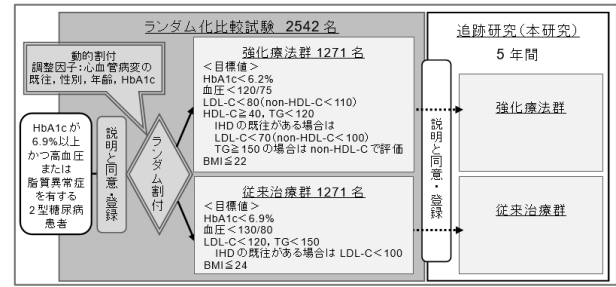 ランダム化比較試験 2542名
動的割付
調整因子：心血管病変の
既往，性別，年齢，HbA1c
HbA1cが
6.9%以上
かつ高血圧
または
脂質異常症
を有する
2型糖尿病
患者
説明と同意・登録
ランダム割付
強化療法群 1271名
＜目標値＞
HbA1c＜6.2%
血圧＜120/75
LDL-C＜80(non-HDL-C＜110)
HDL-C≧40，TG＜120
IHDの既往がある場合は
LDL-C＜70(non-HDL-C＜100)
TG≧150の場合は non-HDL-Cで評価
BMI≦22
従来治療群 1271名
＜目標値＞
HbA1c＜6.9%
血圧＜130/80
LDL-C＜120，TG＜150
IHDの既往がある場合は LDL-C＜100
BMI≦24
説明と同意・登録
追跡研究(本研究)
5年間
強化療法群
従来治療群